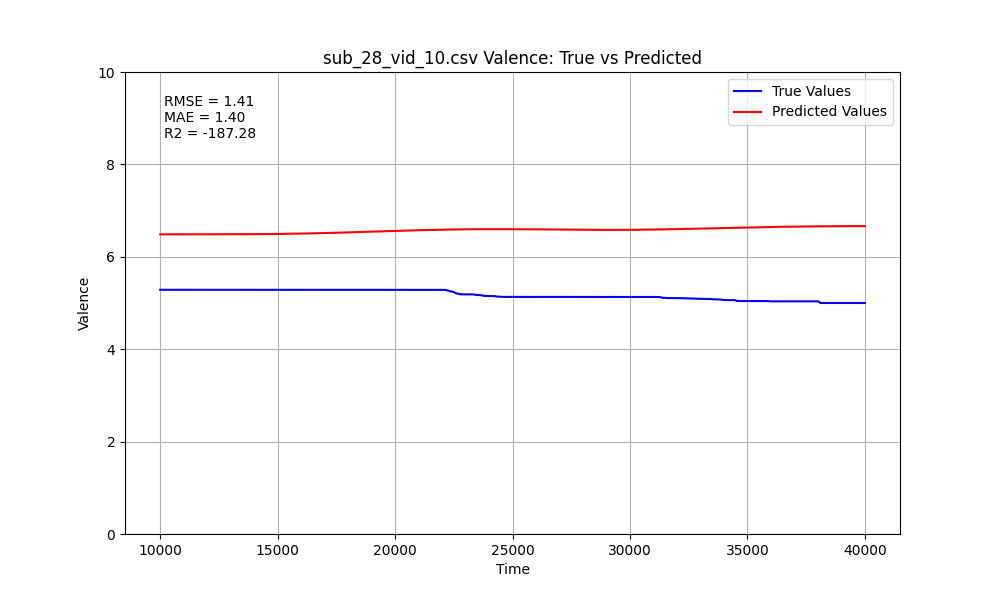 sub_28_vid_10.csv Valence: True vs Predicted
RMSE = 1.41
MAE = 1.40
R2 = -187.28
True Values
Predicted Values
10
8
6
4
2
0
Valence
10000 15000 20000 25000 30000 35000 40000
Time